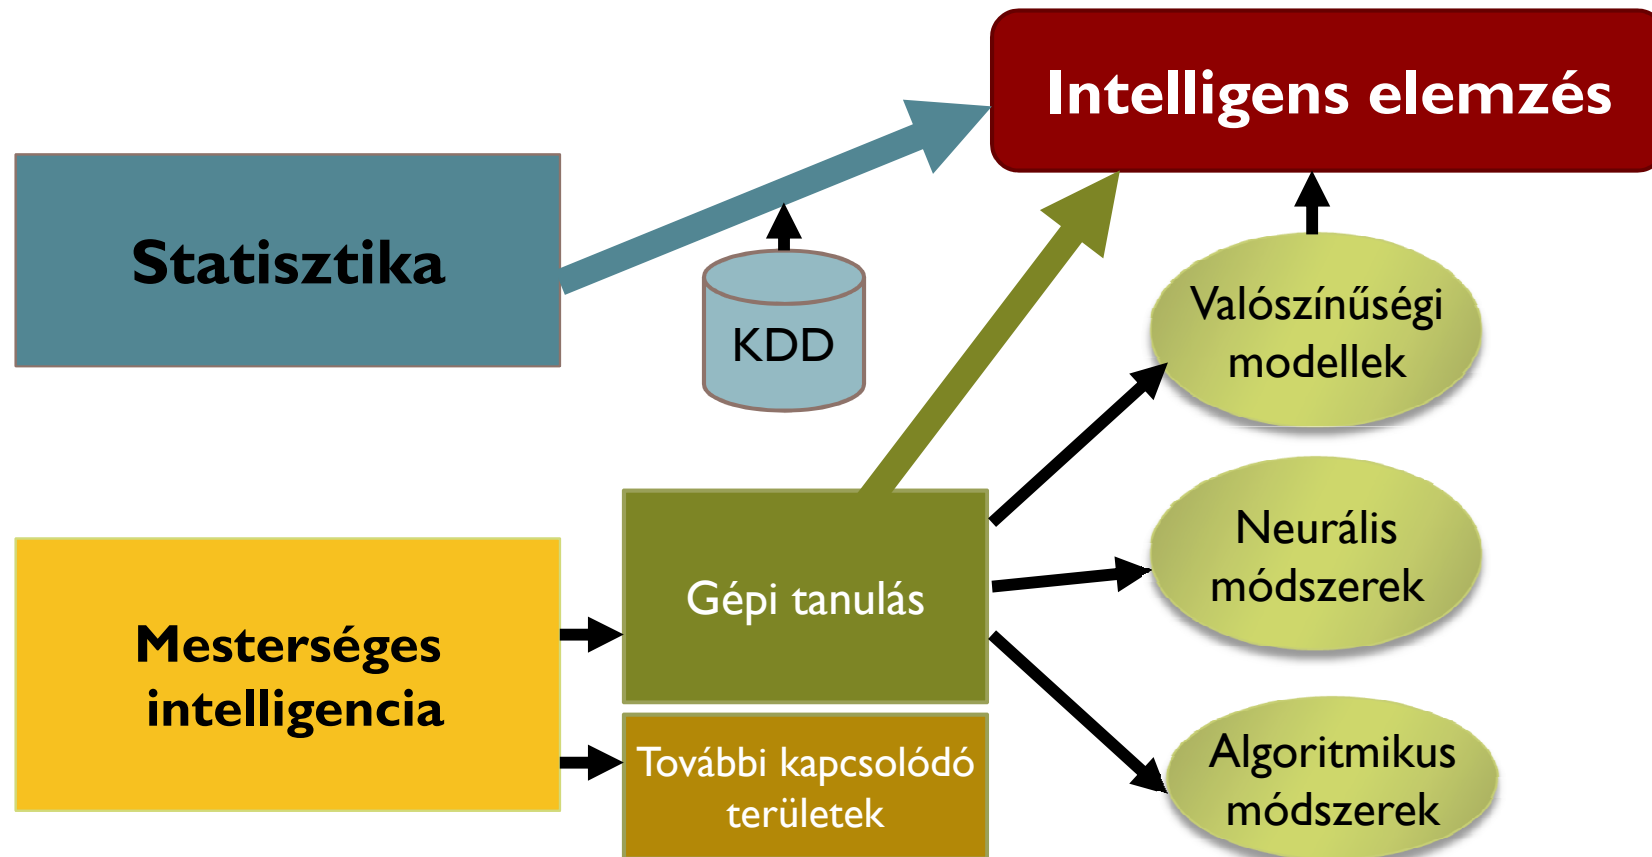 Intelligens elemzés
Statisztika
KDD
Valószínűségi
modellek
Neurális
módszerek
Gépi tanulás
Mesterséges
intelligencia
További kapcsolódó
területek
Algoritmikus
módszerek